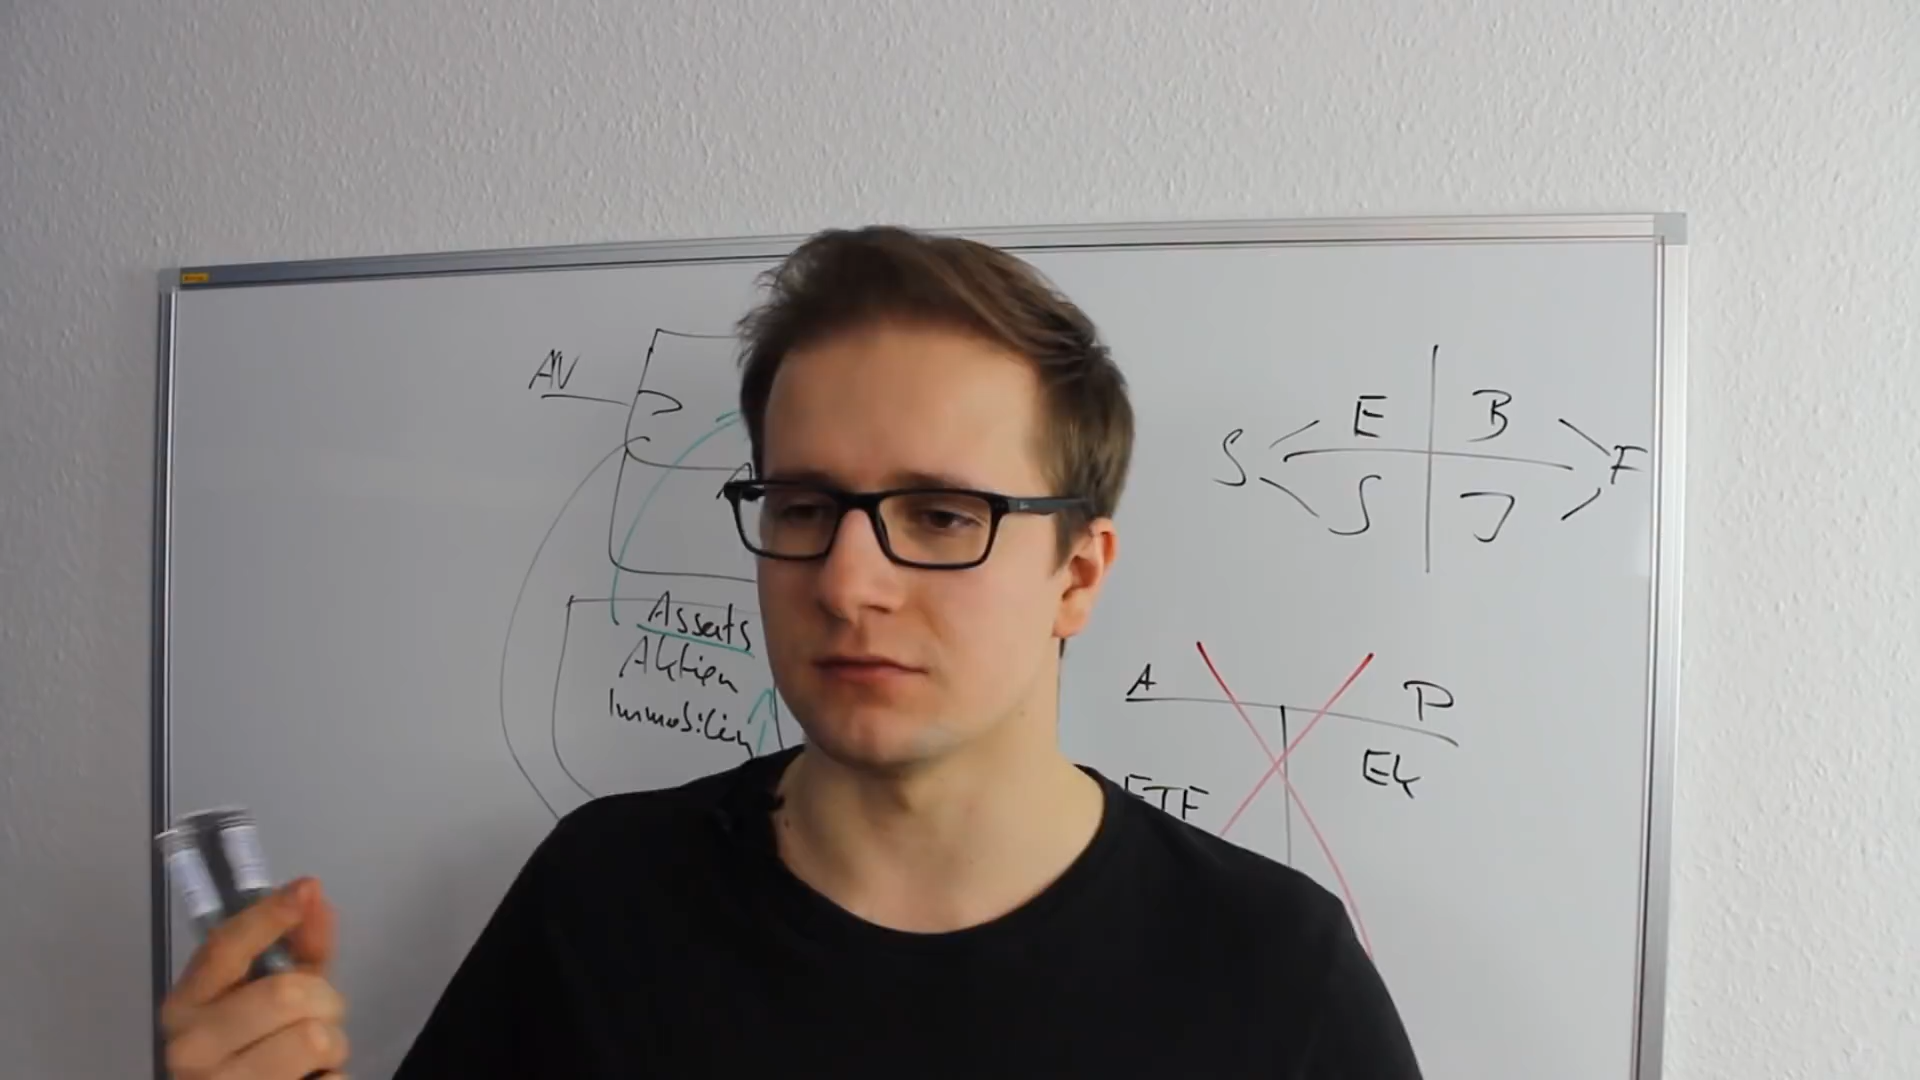 AV
A
Assets
Aktien
Immobilien
E B
S F
S J
A P
ETF EK